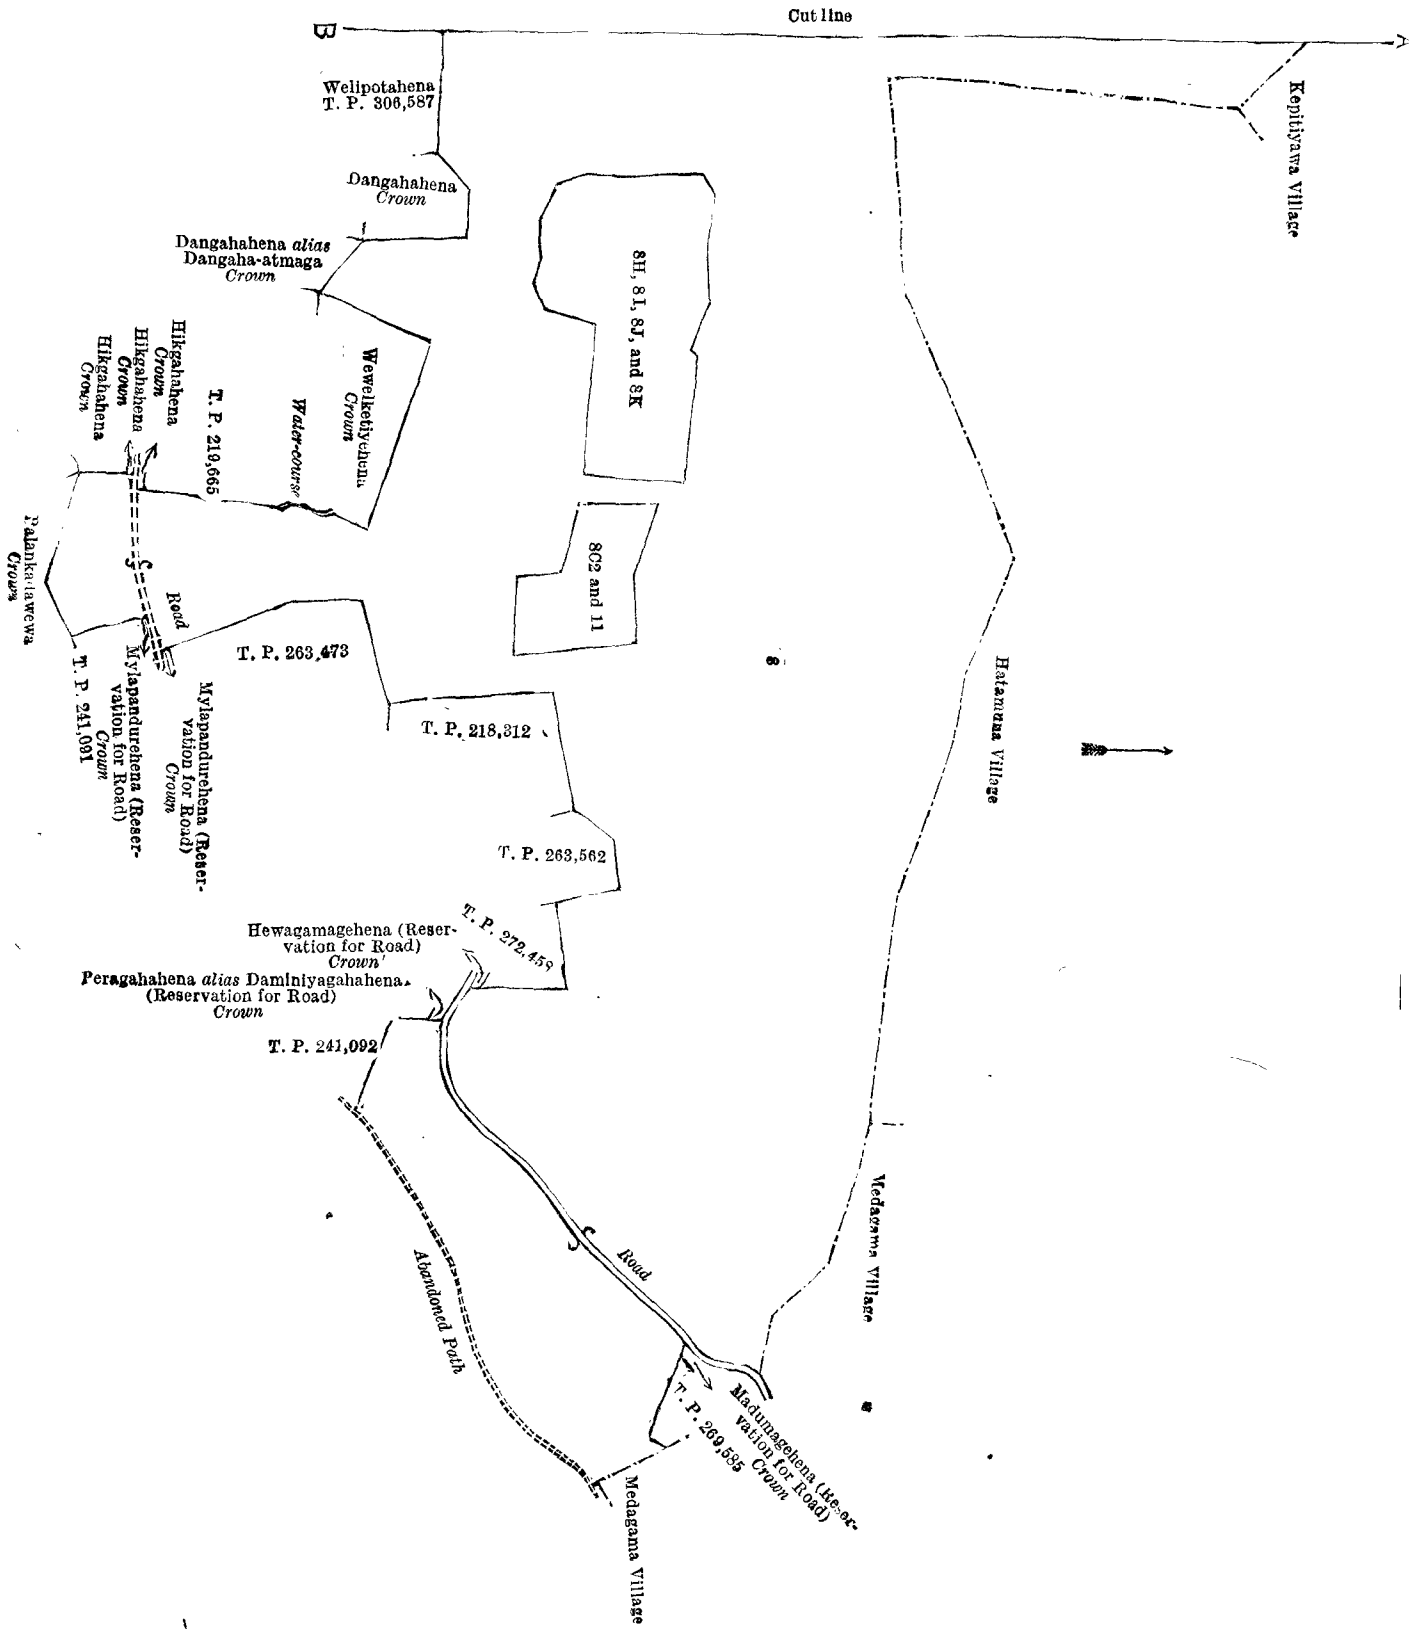 Cut line
A
B
Welipotahena
T. P. 306,587
Kepitiyawa Village
Dangahahena
Crown
Dangahahena alias
Dangaha-atmaga
Crown
8H, 8I, 8J, and 8K
Hikgahahena
Crown
Hikgahahena
Crown
Hikgahahena
Crown
T. P. 219,665
Water-course
Wewelketiyehena
Crown
8C2 and 11
Crown
Road
T. P. 263,473
8
Hatamuna Village
T. P. 241,091
Mylapandurehena (Reser-
vation for Road)
Crown
Mylapandurehena (Reser-
vation for Road)
Crown
T. P. 218,312
T. P. 263,562
T. P. 272,459
Hewagamagehena (Reser-
vation for Road)
Crown
Peragahahena alias Daminiyagahahena
(Reservation for Road)
Crown
T. P. 241,092
Medagama Village
Road
Abandoned Path
T. P. 269,585
Madumagehena (Reser-
vation for Road)
Crown
Medagama Village